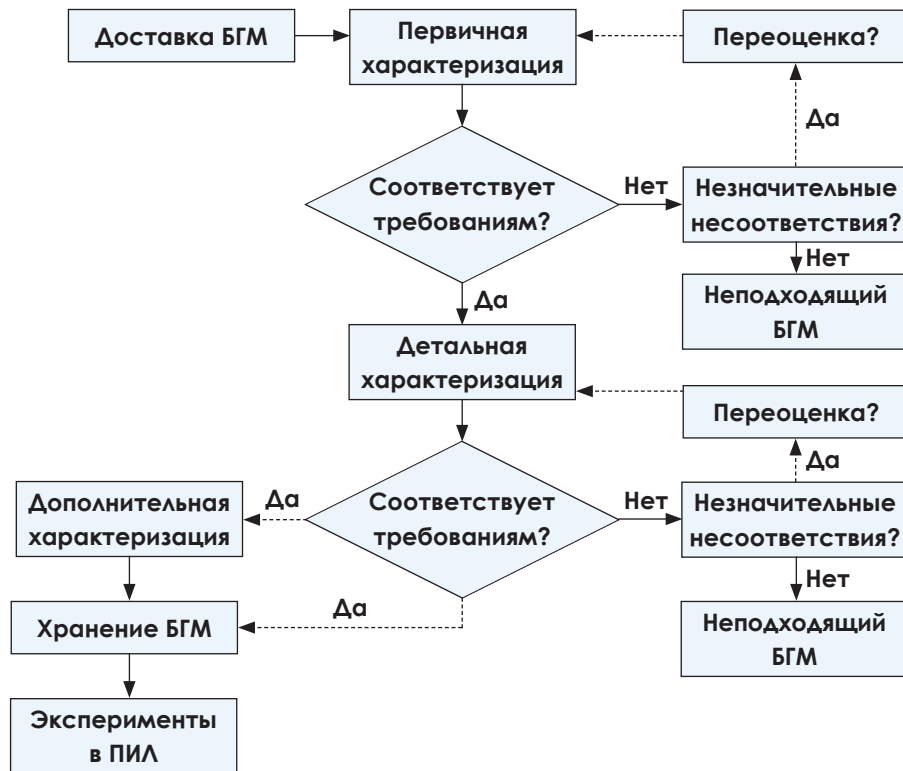 Доставка БГМ
Первичная
характеризация
Переоценка?
Да
Соответствует
требованиям?
Нет
Незначительные
несоответствия?
Нет
Неподходящий
БГМ
Да
Детальная
характеризация
Переоценка?
Да
Дополнительная
характеризация
Да
Соответствует
требованиям?
Нет
Незначительные
несоответствия?
Нет
Да
Хранение БГМ
Неподходящий
БГМ
Эксперименты
в ПИЛ